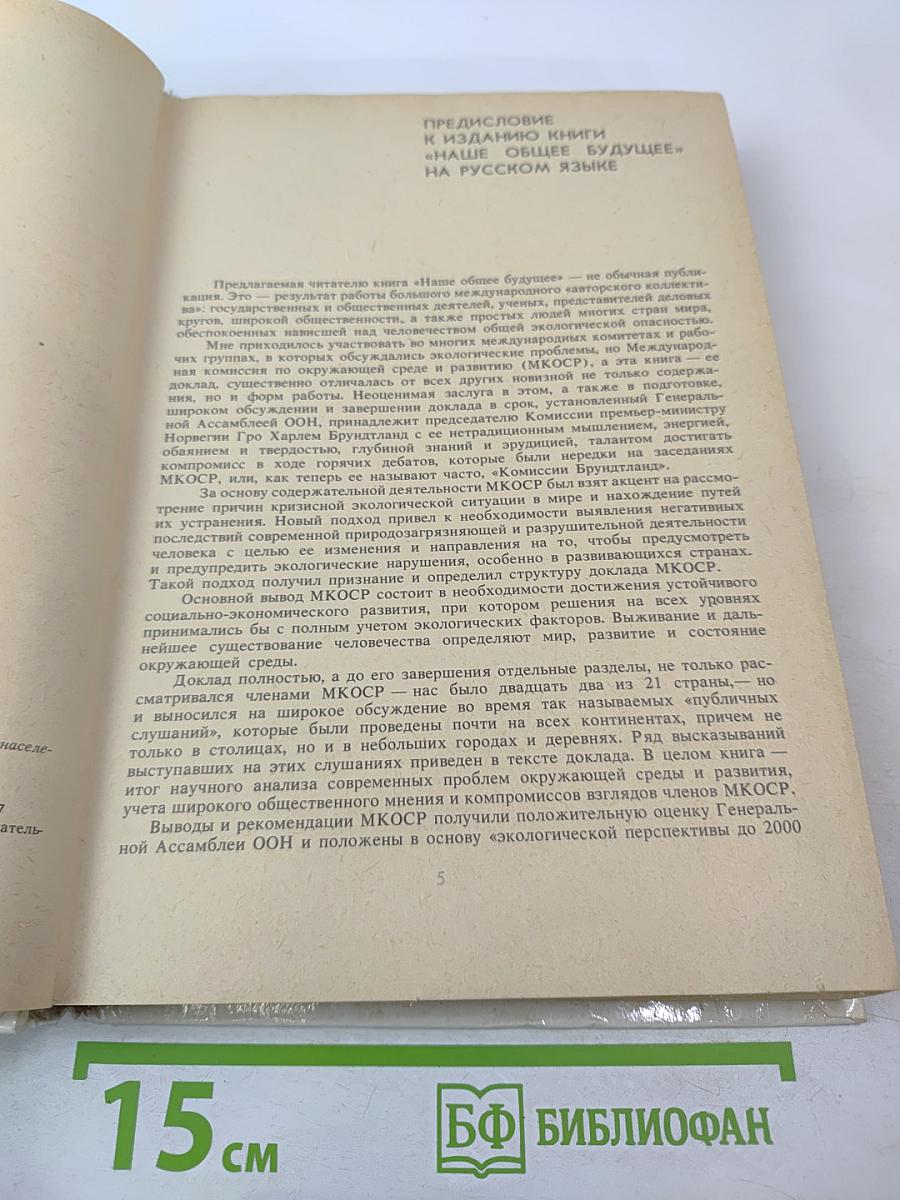 ПРЕДИСЛОВИЕ
К ИЗДАНИЮ КНИГИ
«НАШЕ ОБЩЕЕ БУДУЩЕЕ»
НА РУССКОМ ЯЗЫКЕ
Предлагаемая читателю книга «Наше общее будущее» — не обычная публи-
кация. Это — результат работы большого международного «авторского коллекти-
ва»: государственных и общественных деятелей, ученых, представителей деловых
кругов, широкой общественности, а также простых людей многих стран мира,
обеспокоенных нависшей над человечеством общей экологической опасностью.
Мне приходилось участвовать во многих международных комитетах и рабо-
чих группах, в которых обсуждались экологические проблемы, но Международ-
ная комиссия по окружающей среде и развитию (МКОСР), а эта книга — ее
доклад, существенно отличалась от всех других новизной не только содержа-
ния, но и форм работы. Неоценимая заслуга в этом, а также в подготовке,
широком обсуждении и завершении доклада в срок, установленный Генераль-
ной Ассамблеей ООН, принадлежит председателю Комиссии премьер-министру
Норвегии Гро Харлем Брундтланд с ее нетрадиционным мышлением, энергией,
обаянием и твердостью, глубиной знаний и эрудицией, талантом достигать
компромисс в ходе горячих дебатов, которые были нередки на заседаниях
МКОСР, или, как теперь ее называют часто, «Комиссии Брундтланд».
За основу содержательной деятельности МКОСР был взят акцент на рассмо-
трение причин кризисной экологической ситуации в мире и нахождение путей
их устранения. Новый подход привел к необходимости выявления негативных
последствий современной природозагрязняющей и разрушительной деятельности
человека с целью ее изменения и направления на то, чтобы предусмотреть
и предупредить экологические нарушения, особенно в развивающихся странах.
Такой подход получил признание и определил структуру доклада МКОСР.
Основной вывод МКОСР состоит в необходимости достижения устойчивого
социально-экономического развития, при котором решения на всех уровнях
принимались бы с полным учетом экологических факторов. Выживание и даль-
нейшее существование человечества определяют мир, развитие и состояние
окружающей среды.
Доклад полностью, а до его завершения отдельные разделы, не только рас-
сматривался членами МКОСР — нас было двадцать два из 21 страны,— но
и выносился на широкое обсуждение во время так называемых «публичных
слушаний», которые были проведены почти на всех континентах, причем не
только в столицах, но и в небольших городах и деревнях. Ряд высказываний
выступавших на этих слушаниях приведен в тексте доклада. В целом книга —
итог научного анализа современных проблем окружающей среды и развития,
учета широкого общественного мнения и компромиссов взглядов членов МКОСР.
Выводы и рекомендации МКОСР получили положительную оценку Генераль-
ной Ассамблеи ООН и положены в основу «экологической перспективы до 2000
5
населе-
7
атель-
15 см
БФ БИБЛИОФАН